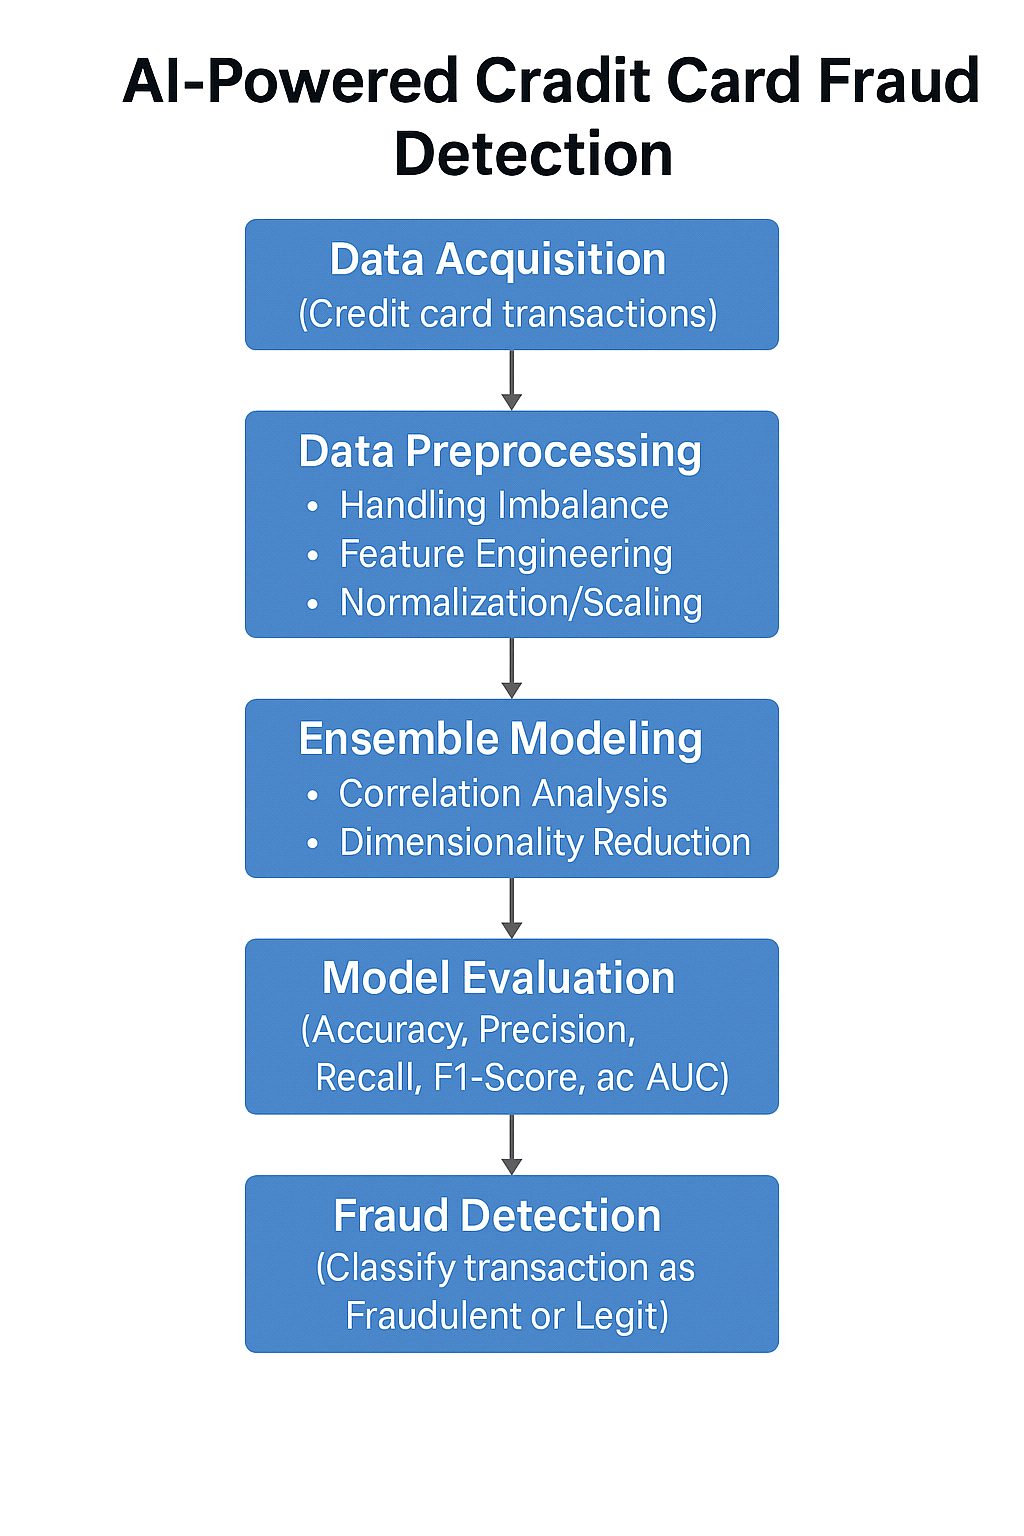 AI-Powered Cradit Card Fraud
Detection
Data Acquisition
(Credit card transactions)
Data Preprocessing
• Handling Imbalance
• Feature Engineering
• Normalization/Scaling
Ensemble Modeling
• Correlation Analysis
• Dimensionality Reduction
Model Evaluation
(Accuracy, Precision,
Recall, F1-Score, ac AUC)
Fraud Detection
(Classify transaction as
Fraudulent or Legit)